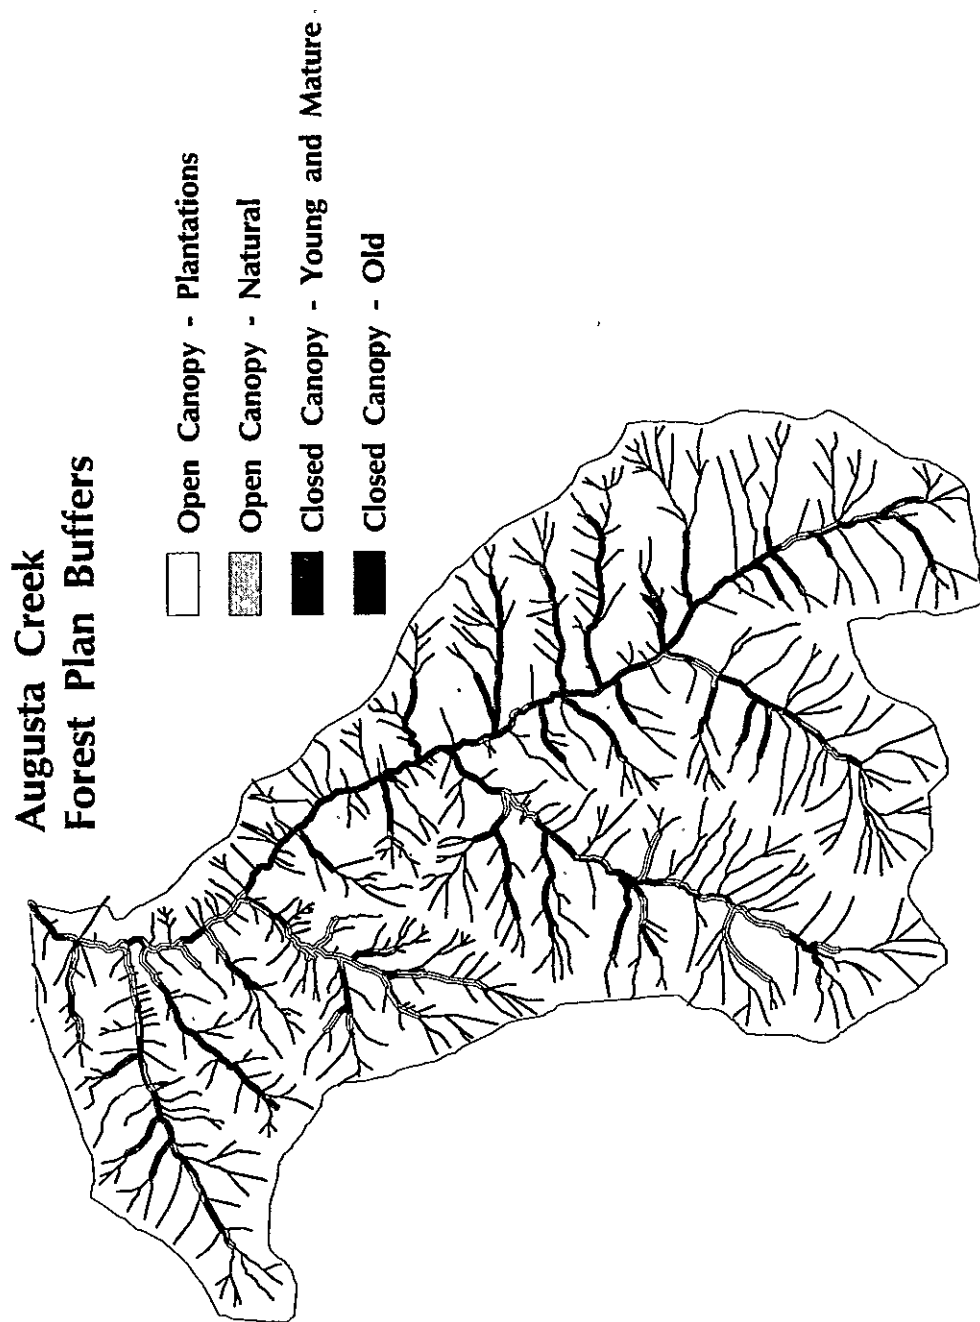 Augusta Creek
Forest Plan Buffers
Open Canopy - Plantations
Open Canopy - Natural
Closed Canopy - Young and Mature
Closed Canopy - Old